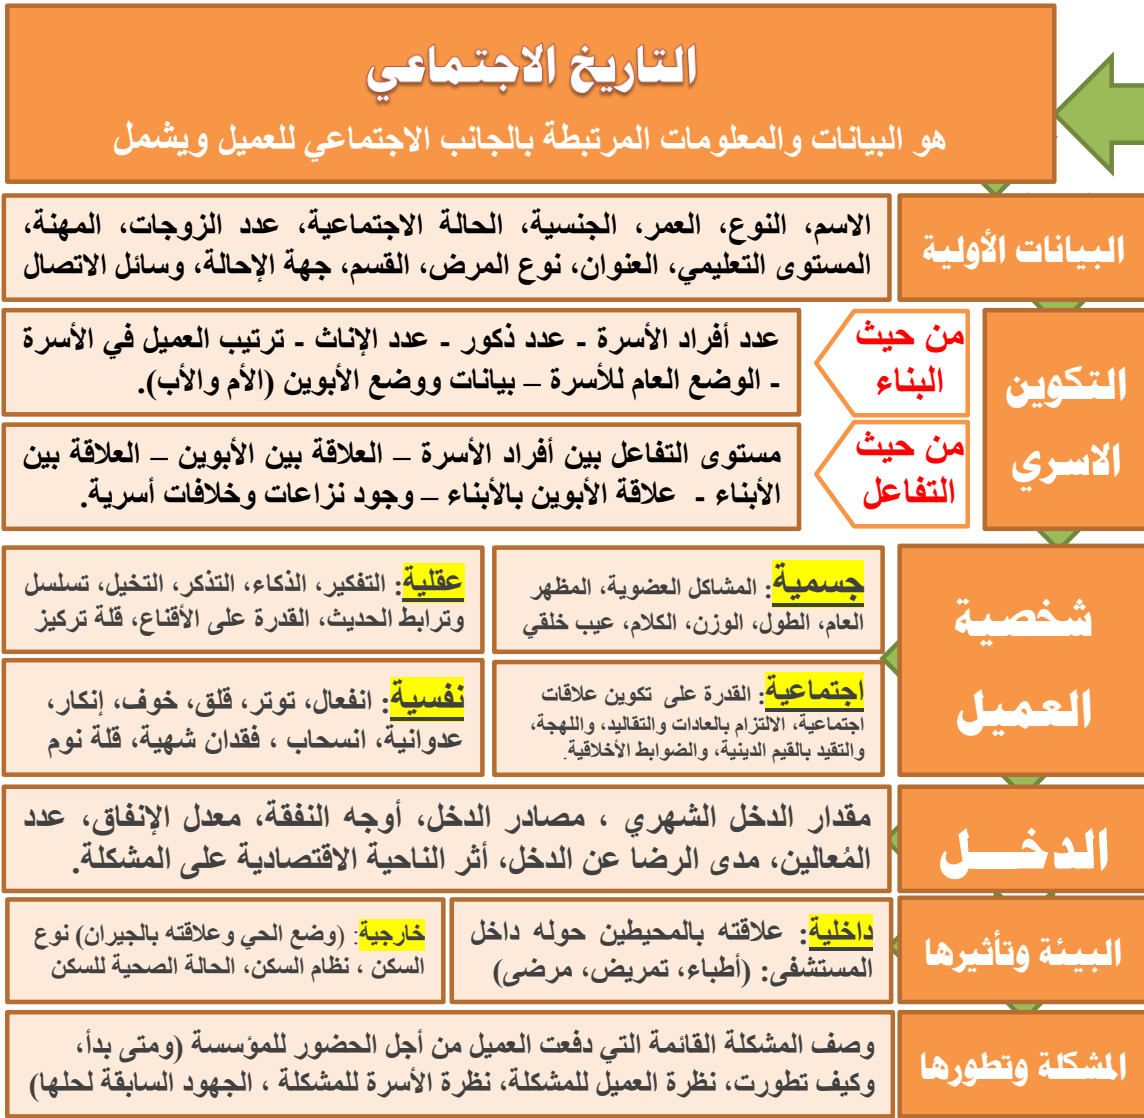 التاريخ الاجتماعي
هو البيانات والمعلومات المرتبطة بالجانب الاجتماعي للعميل ويشمل
البيانات الأولية
الاسم، النوع، العمر، الجنسية، الحالة الاجتماعية، عدد الزوجات، المهنة،
المستوى التعليمي، العنوان، نوع المرض، القسم، جهة الإحالة، وسائل الاتصال
التكوين
الاسري
من حيث
البناء
عدد أفراد الأسرة - عدد ذكور - عدد الإناث - ترتيب العميل في الأسرة
- الوضع العام للأسرة – بيانات ووضع الأبوين (الأم والأب).
من حيث
التفاعل
مستوى التفاعل بين أفراد الأسرة – العلاقة بين الأبوين – العلاقة بين
الأبناء - علاقة الأبوين بالأبناء – وجود نزاعات وخلافات أسرية.
شخصية
العميل
جسمية: المشاكل العضوية، المظهر
العام، الطول، الوزن، الكلام، عيب خلقي
عقلية: التفكير، الذكاء، التذكر، التخيل، تسلسل
وترابط الحديث، القدرة على الأقناع، قلة تركيز
اجتماعية: القدرة على تكوين علاقات
اجتماعية، الالتزام بالعادات والتقاليد، واللهجة،
والتقيد بالقيم الدينية، والضوابط الأخلاقية.
نفسية: انفعال، توتر، قلق، خوف، إنكار،
عدوانية، انسحاب ، فقدان شهية، قلة نوم
الدخـــل
مقدار الدخل الشهري ، مصادر الدخل، أوجه النفقة، معدل الإنفاق، عدد
المُعالين، مدى الرضا عن الدخل، أثر الناحية الاقتصادية على المشكلة.
البيئة وتأثيرها
داخلية: علاقته بالمحيطين حوله داخل
المستشفى: (أطباء، تمريض، مرضى)
خارجية: (وضع الحي وعلاقته بالجيران) نوع
السكن ، نظام السكن، الحالة الصحية للسكن
المشكلة وتطورها
وصف المشكلة القائمة التي دفعت العميل من أجل الحضور للمؤسسة (ومتى بدأ،
وكيف تطورت، نظرة العميل للمشكلة، نظرة الأسرة للمشكلة ، الجهود السابقة لحلها)